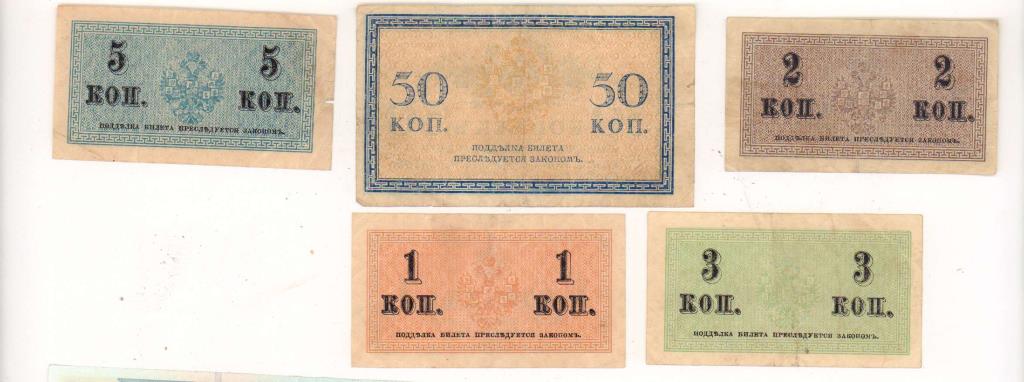 5 5
КОП. КОП.
ПОДДѢЛКА БИЛЕТА ПРЕСЛѢДУЕТСЯ ЗАКОНОМЪ.
50 50
КОП. КОП.
ПОДДѢЛКА БИЛЕТА
ПРЕСЛѢДУЕТСЯ ЗАКОНОМЪ.
2 2
КОП. КОП.
ПОДДѢЛКА БИЛЕТА ПРЕСЛѢДУЕТСЯ ЗАКОНОМЪ.
1 1
КОП. КОП.
ПОДДѢЛКА БИЛЕТА ПРЕСЛѢДУЕТСЯ ЗАКОНОМЪ.
3 3
КОП. КОП.
ПОДДѢЛКА БИЛЕТА ПРЕСЛѢДУЕТСЯ ЗАКОНОМЪ.